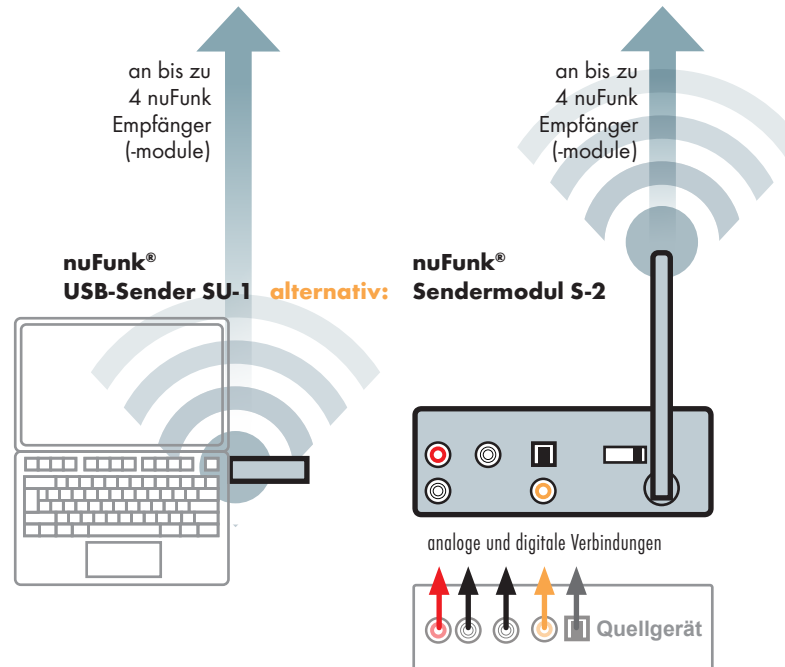 an bis zu
4 nuFunk
Empfänger
(-module)
an bis zu
4 nuFunk
Empfänger
(-module)
nuFunk®
USB-Sender SU-1
alternativ:
nuFunk®
Sendermodul S-2
analoge und digitale Verbindungen
Quellgerät